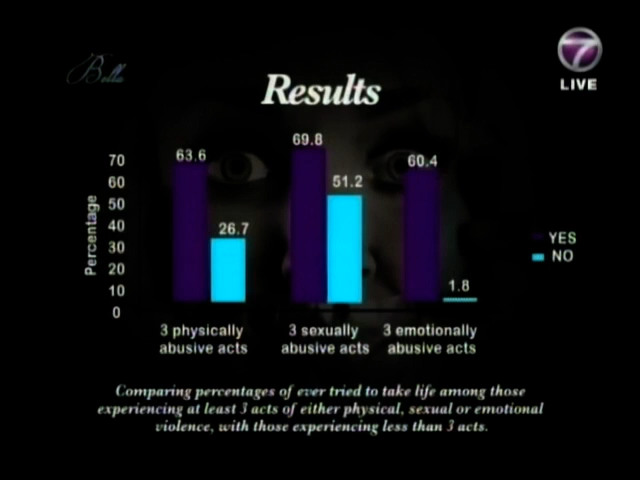 Bella
7
LIVE
Results
69.8
63.6
60.4
51.2
26.7
1.8
Percentage
70
60
50
40
30
20
10
0
YES
NO
3 physically
abusive acts
3 sexually
abusive acts
3 emotionally
abusive acts
Comparing percentages of ever tried to take life among those
experiencing at least 3 acts of either physical, sexual or emotional
violence, with those experiencing less than 3 acts.